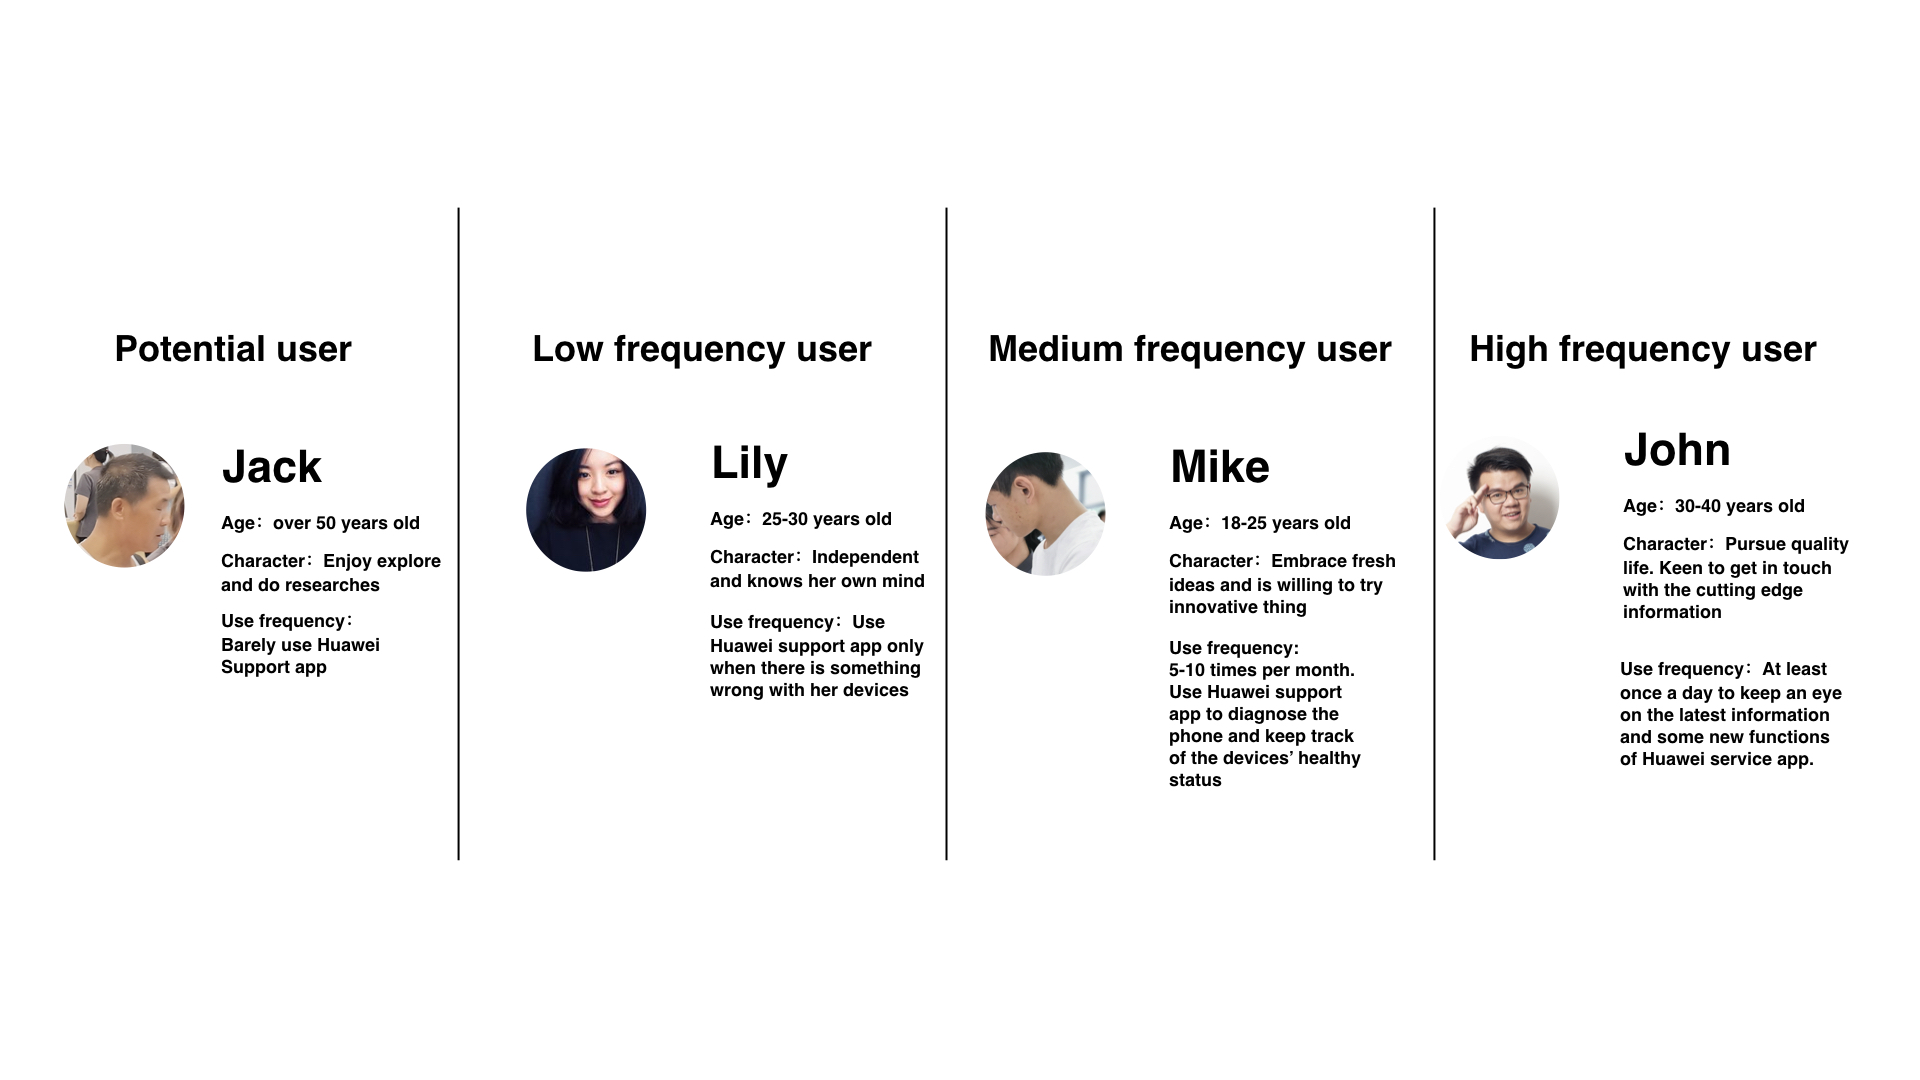 Potential user
Jack
Age：over 50 years old
Character：Enjoy explore
and do researches
Use frequency：
Barely use Huawei
Support app
Low frequency user
Lily
Age：25-30 years old
Character：Independent
and knows her own mind
Use frequency：Use
Huawei support app only
when there is something
wrong with her devices
Medium frequency user
Mike
Age：18-25 years old
Character：Embrace fresh
ideas and is willing to try
innovative thing
Use frequency:
5-10 times per month.
Use Huawei support
app to diagnose the
phone and keep track
of the devices’ healthy
status
High frequency user
John
Age：30-40 years old
Character：Pursue quality
life. Keen to get in touch
with the cutting edge
information
Use frequency：At least
once a day to keep an eye
on the latest information
and some new functions
of Huawei service app.